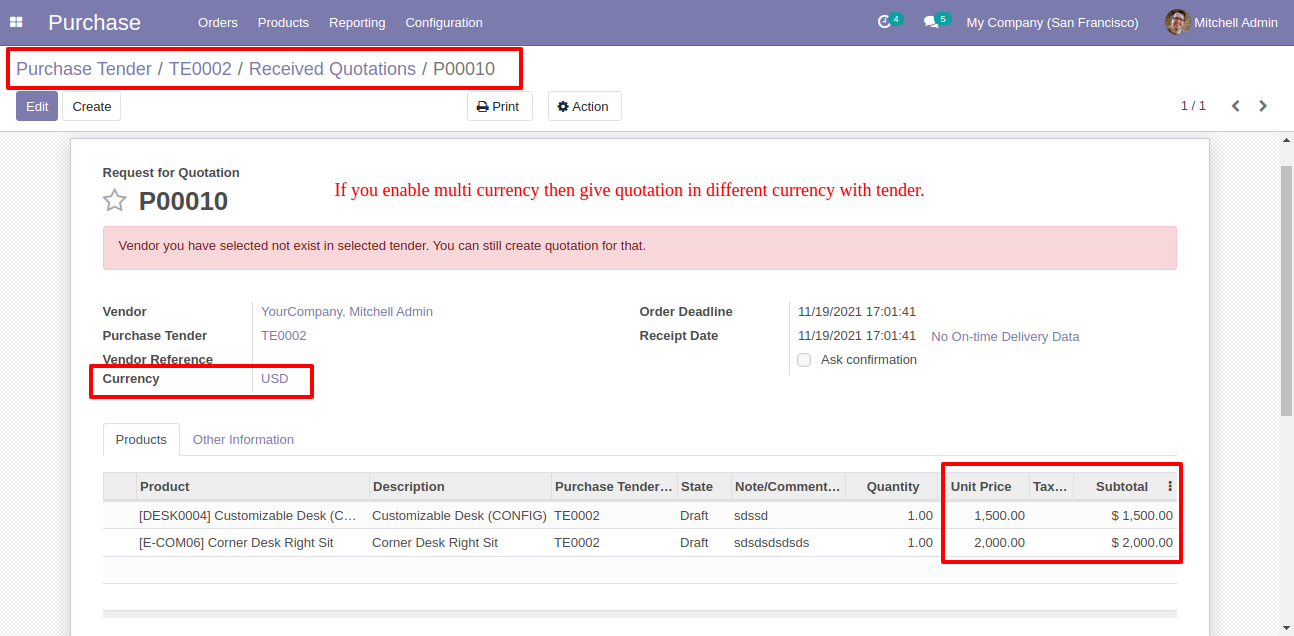 Purchase Orders Products Reporting Configuration 4 5 My Company (San Francisco) Mitchell Admin
Purchase Tender / TE0002 / Received Quotations / P00010
Edit Create Print Action 1 / 1
Request for Quotation
If you enable multi currency then give quotation in different currency with tender.
P00010
Vendor you have selected not exist in selected tender. You can still create quotation for that.
Vendor YourCompany, Mitchell Admin Order Deadline 11/19/2021 17:01:41
Purchase Tender TE0002 Receipt Date 11/19/2021 17:01:41 No On-time Delivery Data
Vendor Reference Ask confirmation
Currency USD
Products Other Information
Product Description Purchase Tender... State Note/Comment... Quantity Unit Price Tax... Subtotal
[DESK0004] Customizable Desk (C... Customizable Desk (CONFIG) TE0002 Draft sdssd 1.00 1,500.00 $ 1,500.00
[E-COM06] Corner Desk Right Sit Corner Desk Right Sit TE0002 Draft sdsdsdsdsds 1.00 2,000.00 $ 2,000.00